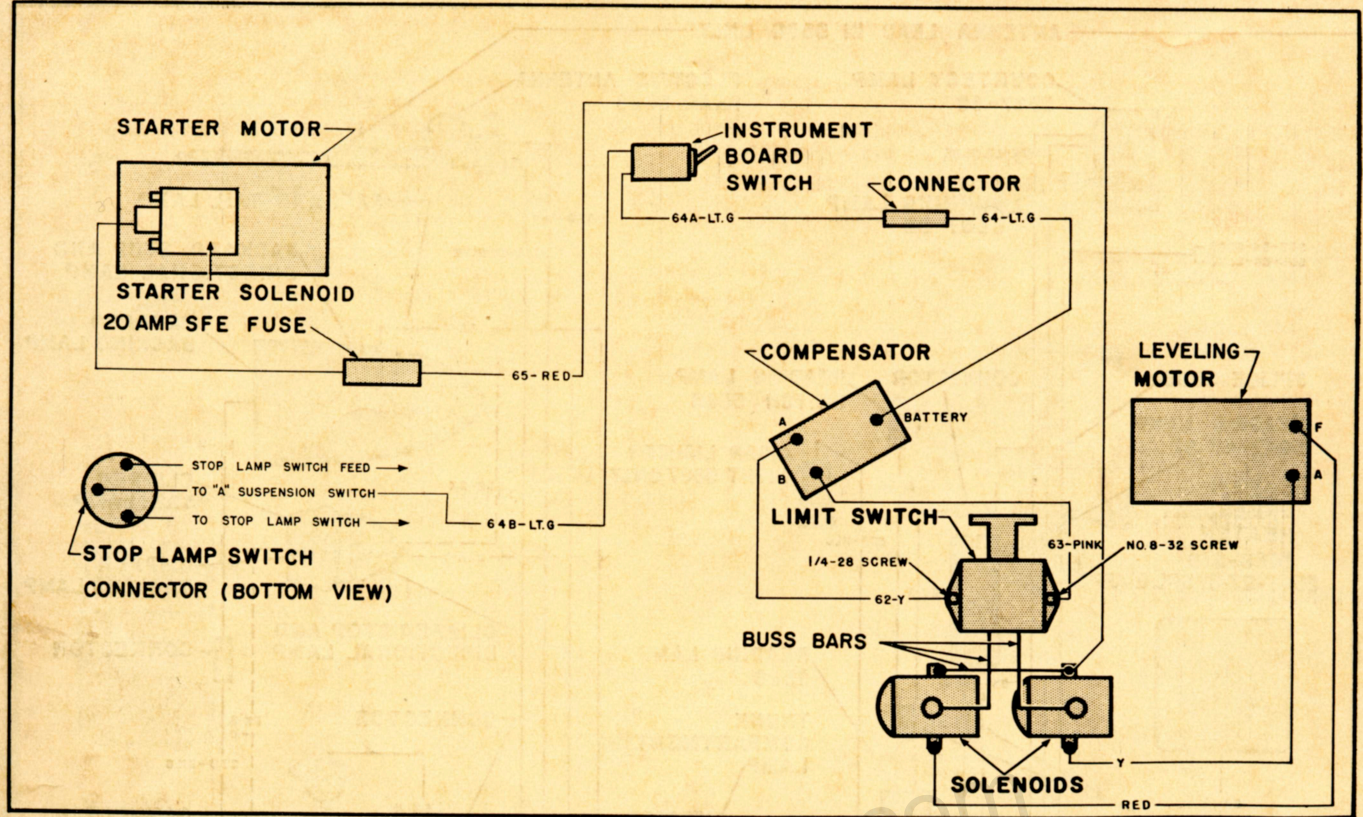 STARTER MOTOR
INSTRUMENT
BOARD
SWITCH
CONNECTOR
64A-LT.G
64-LT.G
STARTER SOLENOID
20 AMP SFE FUSE
65-RED
COMPENSATOR
LEVELING
MOTOR
A
BATTERY
F
B
A
STOP LAMP SWITCH FEED
TO "A" SUSPENSION SWITCH
TO STOP LAMP SWITCH
64B-LT.G
LIMIT SWITCH
63-PINK
NO. 8-32 SCREW
1/4-28 SCREW
STOP LAMP SWITCH
CONNECTOR (BOTTOM VIEW)
62-Y
BUSS BARS
Y
SOLENOIDS
RED